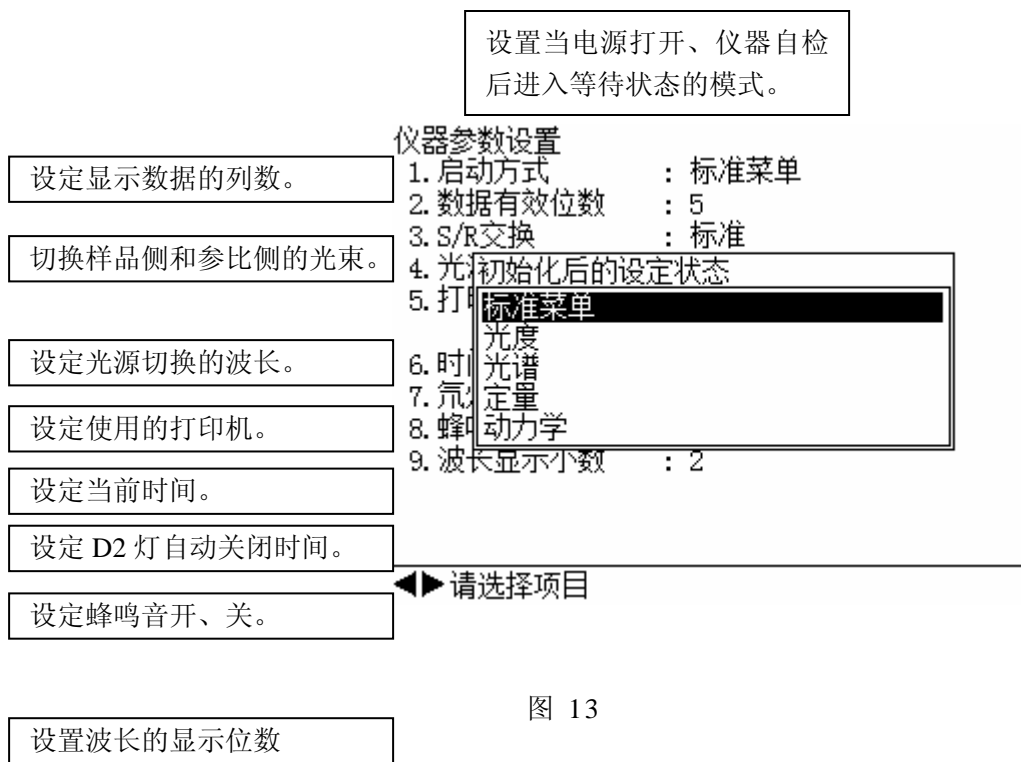 设置当电源打开、仪器自检
后进入等待状态的模式。
设定显示数据的列数。
切换样品侧和参比侧的光束。
设定光源切换的波长。
设定使用的打印机。
设定当前时间。
设定 D2 灯自动关闭时间。
设定蜂鸣音开、关。
设置波长的显示位数
仪器参数设置
1.启动方式 : 标准菜单
2.数据有效位数 : 5
3.S/R交换 : 标准
4.光
5.打
6.时
7.氘
8.蜂
9.波长显示小数 : 2
初始化后的设定状态
标准菜单
光度
光谱
定量
动力学
◀▶请选择项目
图 13